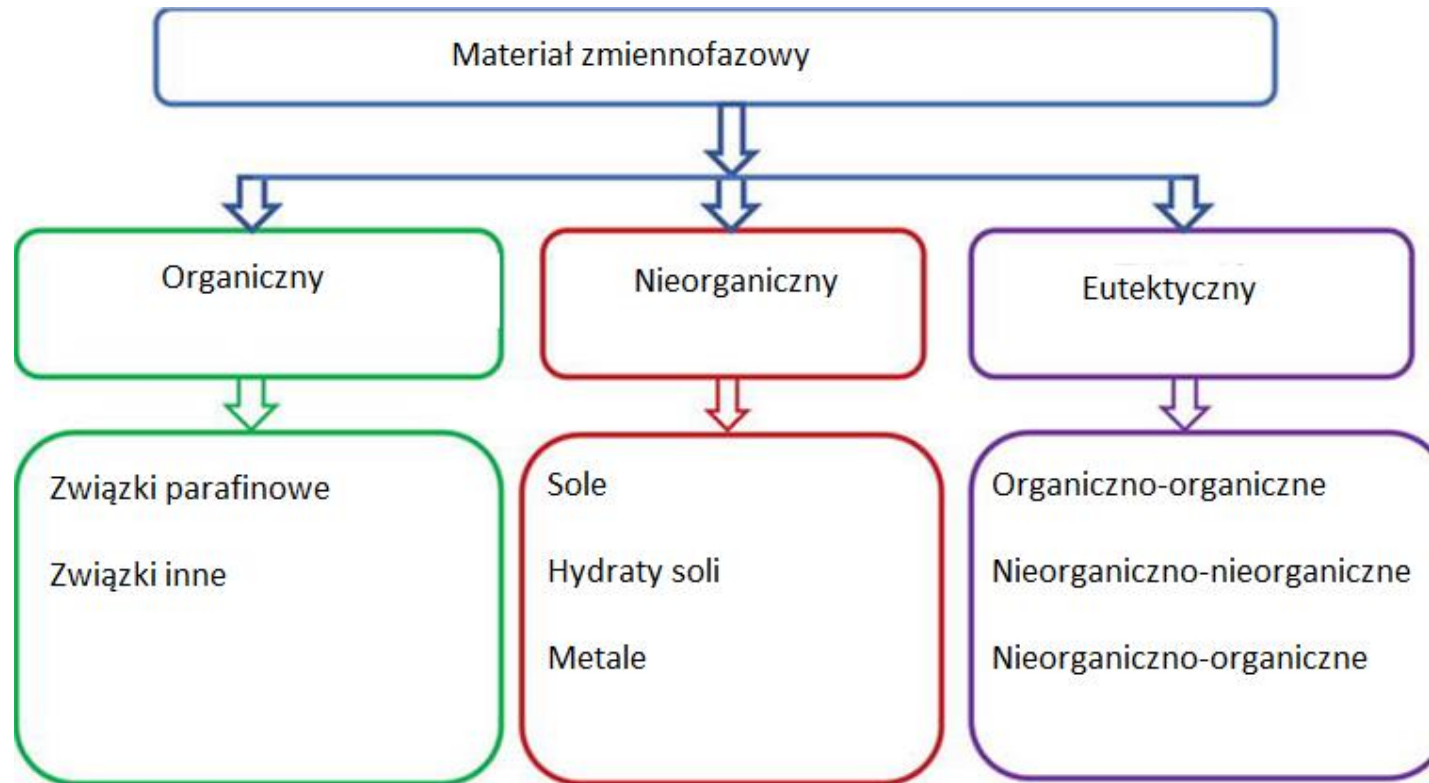 Materiał zmiennofazowy
Organiczny
Nieorganiczny
Eutektyczny
Związki parafinowe
Związki inne
Sole
Hydraty soli
Metale
Organiczno-organiczne
Nieorganiczno-nieorganiczne
Nieorganiczno-organiczne